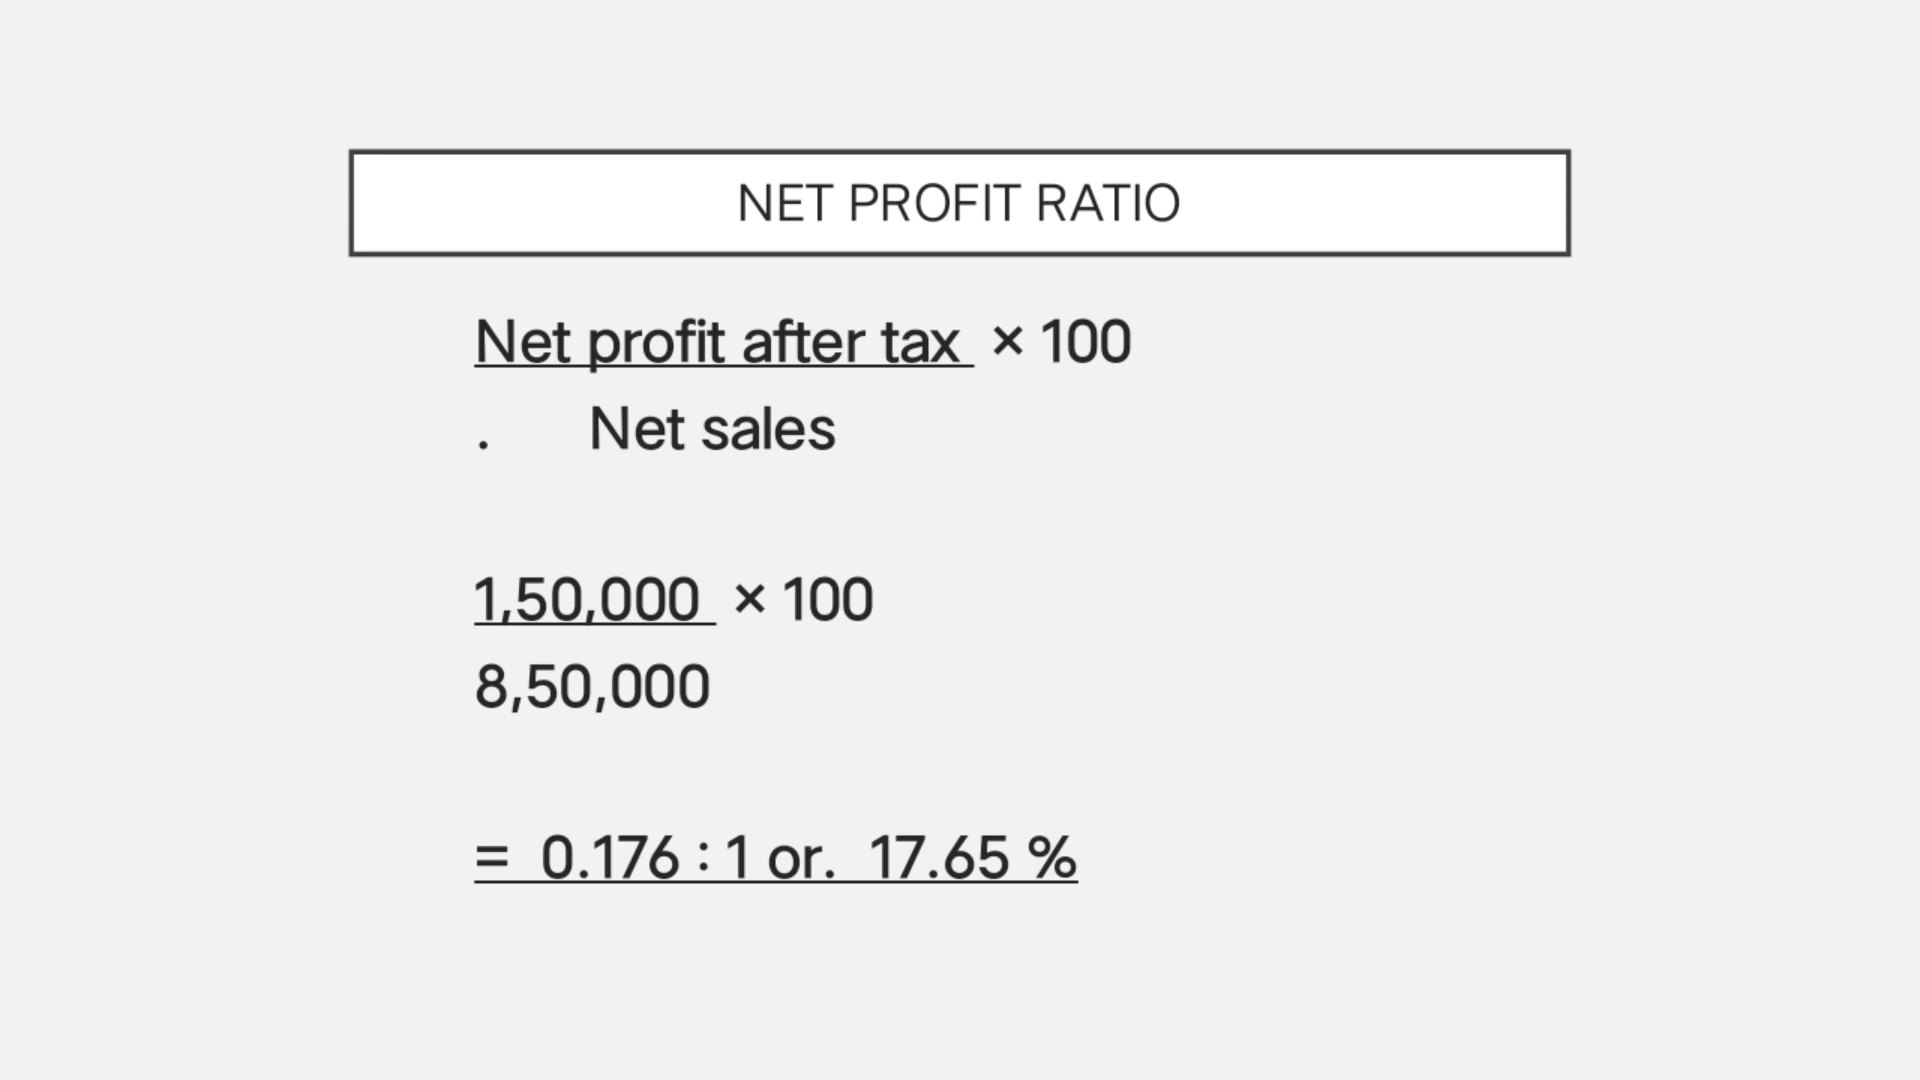 NET PROFIT RATIO
Net profit after tax × 100
. Net sales
1,50,000 × 100
8,50,000
= 0.176 : 1 or. 17.65 %